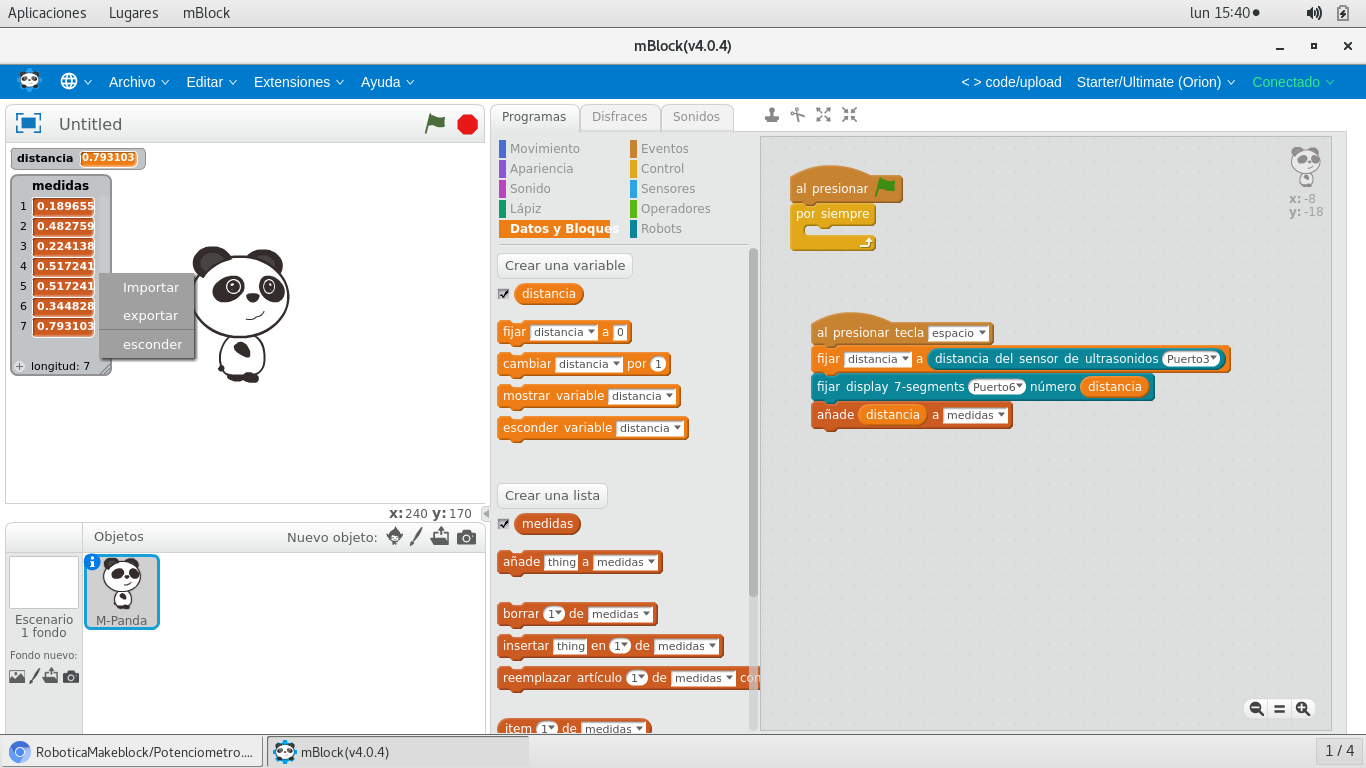 Aplicaciones Lugares mBlock lun 15:40
mBlock(v4.0.4)
Archivo Editar Extensiones Ayuda < > code/upload Starter/Ultimate (Orion) Conectado
Untitled
distancia 0.793103
medidas
1 0.189655
2 0.482759
3 0.224138
4 0.517241
5 0.517241
6 0.344828
7 0.793103
+ longitud: 7
Importar
exportar
esconder
x: 240 y: 170
Objetos Nuevo objeto:
Escenario
1 fondo
Fondo nuevo:
M-Panda
Programas Disfraces Sonidos
Movimiento Eventos
Apariencia Control
Sonido Sensores
Lápiz Operadores
Datos y Bloques Robots
Crear una variable
distancia
fijar distancia a 0
cambiar distancia por 1
mostrar variable distancia
esconder variable distancia
Crear una lista
medidas
añade thing a medidas
borrar 1 de medidas
insertar thing en 1 de medidas
reemplazar artículo 1 de medidas con
item 1 de medidas
al presionar
por siempre
x: -8
y: -18
al presionar tecla espacio
fijar distancia a distancia del sensor de ultrasonidos Puerto3
fijar display 7-segments Puerto6 número distancia
añade distancia a medidas
RoboticaMakeblock/Potenciometro.... mBlock(v4.0.4) 1 / 4